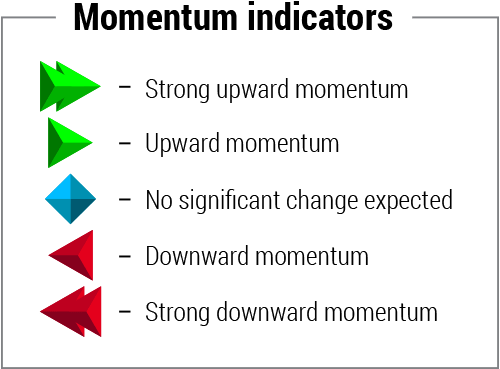 Momentum indicators
– Strong upward momentum
– Upward momentum
– No significant change expected
– Downward momentum
– Strong downward momentum